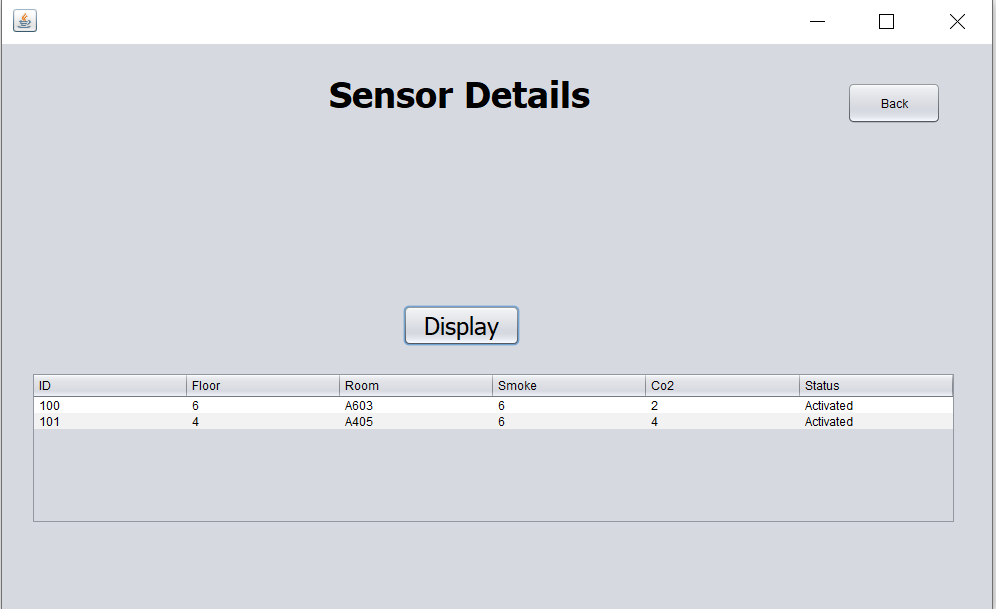 Sensor Details
Back
Display
ID Floor Room Smoke Co2 Status
100 6 A603 6 2 Activated
101 4 A405 6 4 Activated